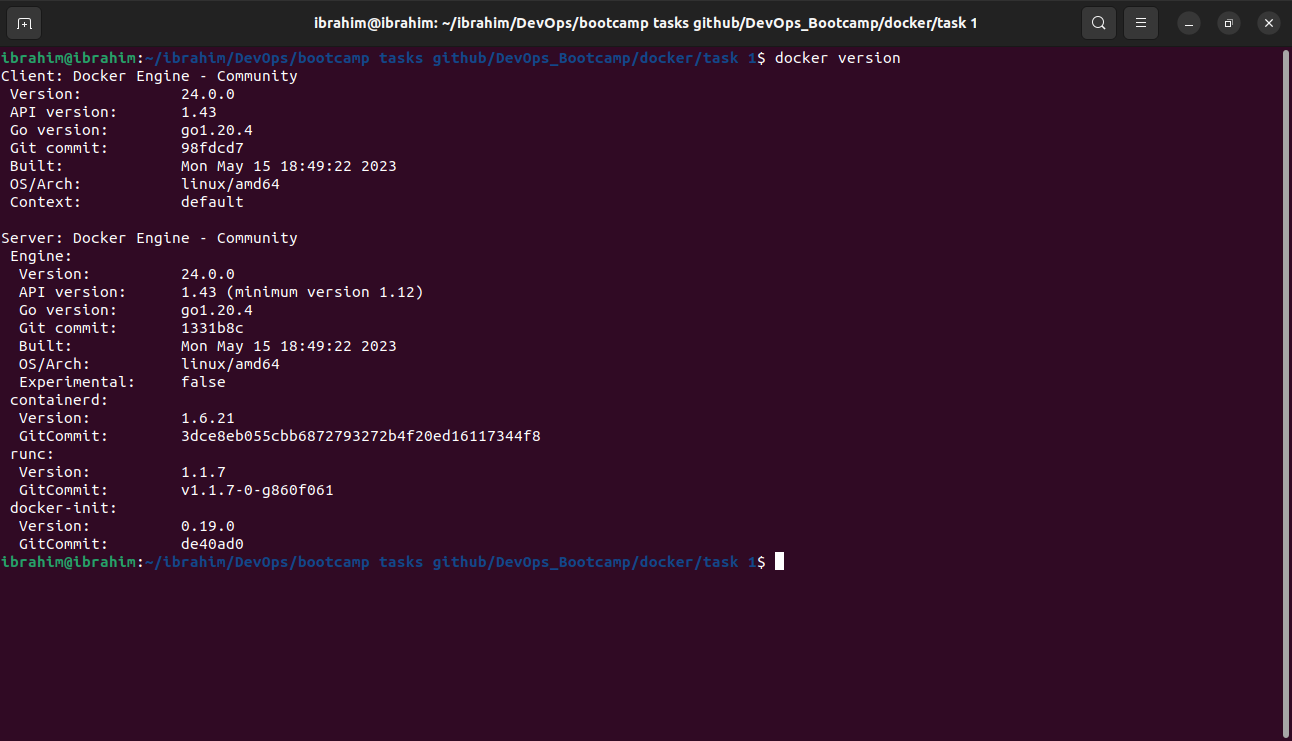 ibrahim@ibrahim: ~/ibrahim/DevOps/bootcamp tasks github/DevOps_Bootcamp/docker/task 1
ibrahim@ibrahim:~/ibrahim/DevOps/bootcamp tasks github/DevOps_Bootcamp/docker/task 1$ docker version
Client: Docker Engine - Community
 Version:           24.0.0
 API version:       1.43
 Go version:        go1.20.4
 Git commit:        98fdcd7
 Built:             Mon May 15 18:49:22 2023
 OS/Arch:           linux/amd64
 Context:           default

Server: Docker Engine - Community
 Engine:
  Version:          24.0.0
  API version:      1.43 (minimum version 1.12)
  Go version:       go1.20.4
  Git commit:       1331b8c
  Built:            Mon May 15 18:49:22 2023
  OS/Arch:          linux/amd64
  Experimental:     false
 containerd:
  Version:          1.6.21
  GitCommit:        3dce8eb055cbb6872793272b4f20ed16117344f8
 runc:
  Version:          1.1.7
  GitCommit:        v1.1.7-0-g860f061
 docker-init:
  Version:          0.19.0
  GitCommit:        de40ad0
ibrahim@ibrahim:~/ibrahim/DevOps/bootcamp tasks github/DevOps_Bootcamp/docker/task 1$